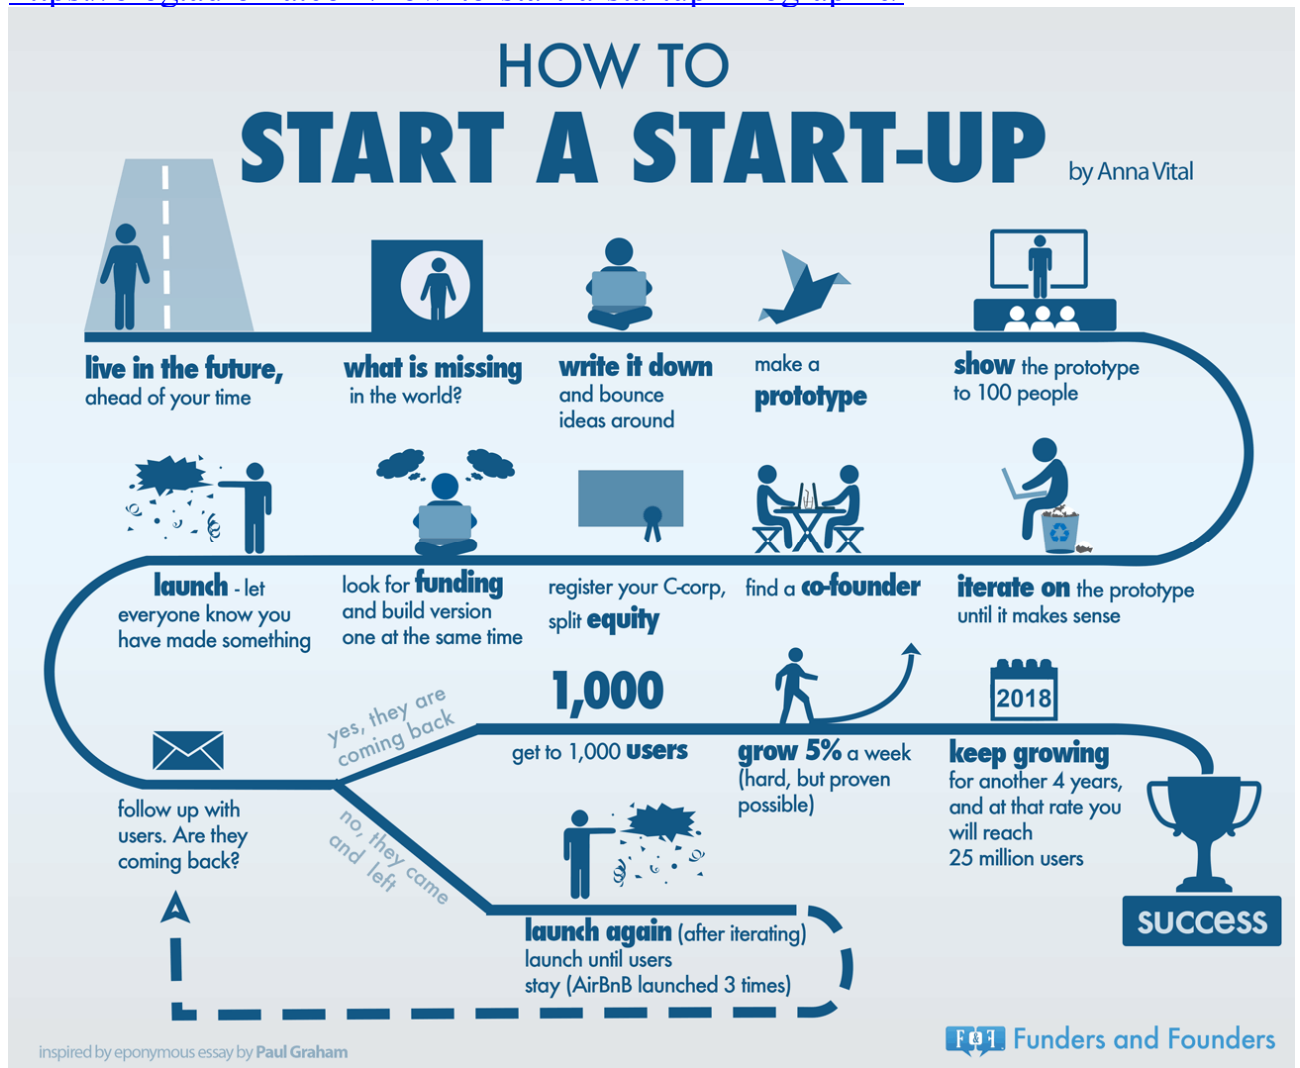 HOW TO
START A START-UP
by Anna Vital
live in the future,
ahead of your time
what is missing
in the world?
write it down
and bounce
ideas around
make a
prototype
show the prototype
to 100 people
iterate on the prototype
until it makes sense
find a co-founder
register your C-corp,
split equity
look for funding
and build version
one at the same time
launch - let
everyone know you
have made something
follow up with
users. Are they
coming back?
yes, they are
coming back
1,000
get to 1,000 users
grow 5% a week
(hard, but proven
possible)
2018
keep growing
for another 4 years,
and at that rate you
will reach
25 million users
success
no, they came
and left
launch again (after iterating)
launch until users
stay (AirBnB launched 3 times)
inspired by eponymous essay by Paul Graham
F&F Funders and Founders